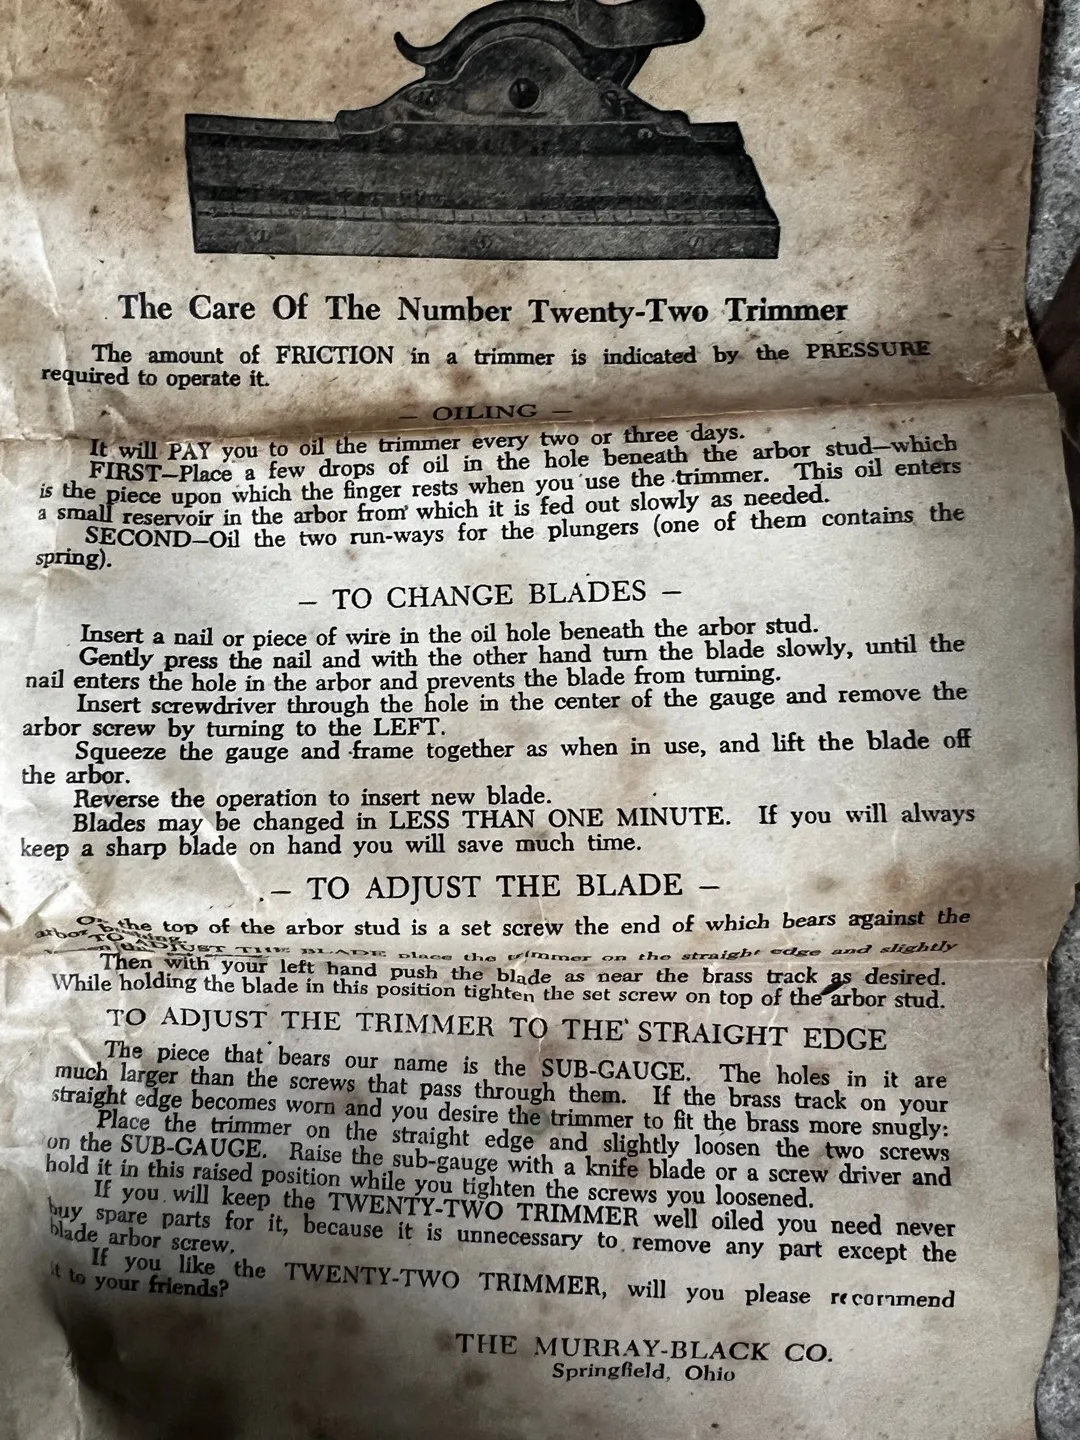 The Care Of The Number Twenty-Two Trimmer
The amount of FRICTION in a trimmer is indicated by the PRESSURE
required to operate it.
– OILING –
It will PAY you to oil the trimmer every two or three days.
FIRST—Place a few drops of oil in the hole beneath the arbor stud—which
is the piece upon which the finger rests when you use the trimmer. This oil enters
a small reservoir in the arbor from which it is fed out slowly as needed.
SECOND—Oil the two run-ways for the plungers (one of them contains the
spring).
– TO CHANGE BLADES –
Insert a nail or piece of wire in the oil hole beneath the arbor stud.
Gently press the nail and with the other hand turn the blade slowly, until the
nail enters the hole in the arbor and prevents the blade from turning.
Insert screwdriver through the hole in the center of the gauge and remove the
arbor screw by turning to the LEFT.
Squeeze the gauge and frame together as when in use, and lift the blade off
the arbor.
Reverse the operation to insert new blade.
Blades may be changed in LESS THAN ONE MINUTE. If you will always
keep a sharp blade on hand you will save much time.
– TO ADJUST THE BLADE –
On the top of the arbor stud is a set screw the end of which bears against the
arbor
TO ADJUST THE BLADE place the trimmer on the straight edge and slightly
Then with your left hand push the blade as near the brass track as desired.
While holding the blade in this position tighten the set screw on top of the arbor stud.
TO ADJUST THE TRIMMER TO THE STRAIGHT EDGE
The piece that bears our name is the SUB-GAUGE. The holes in it are
much larger than the screws that pass through them. If the brass track on your
straight edge becomes worn and you desire the trimmer to fit the brass more snugly:
Place the trimmer on the straight edge and slightly loosen the two screws
on the SUB-GAUGE. Raise the sub-gauge with a knife blade or a screw driver and
hold it in this raised position while you tighten the screws you loosened.
If you will keep the TWENTY-TWO TRIMMER well oiled you need never
buy spare parts for it, because it is unnecessary to remove any part except the
blade arbor screw.
If you like the TWENTY-TWO TRIMMER, will you please recommend
it to your friends?
THE MURRAY-BLACK CO.
Springfield, Ohio